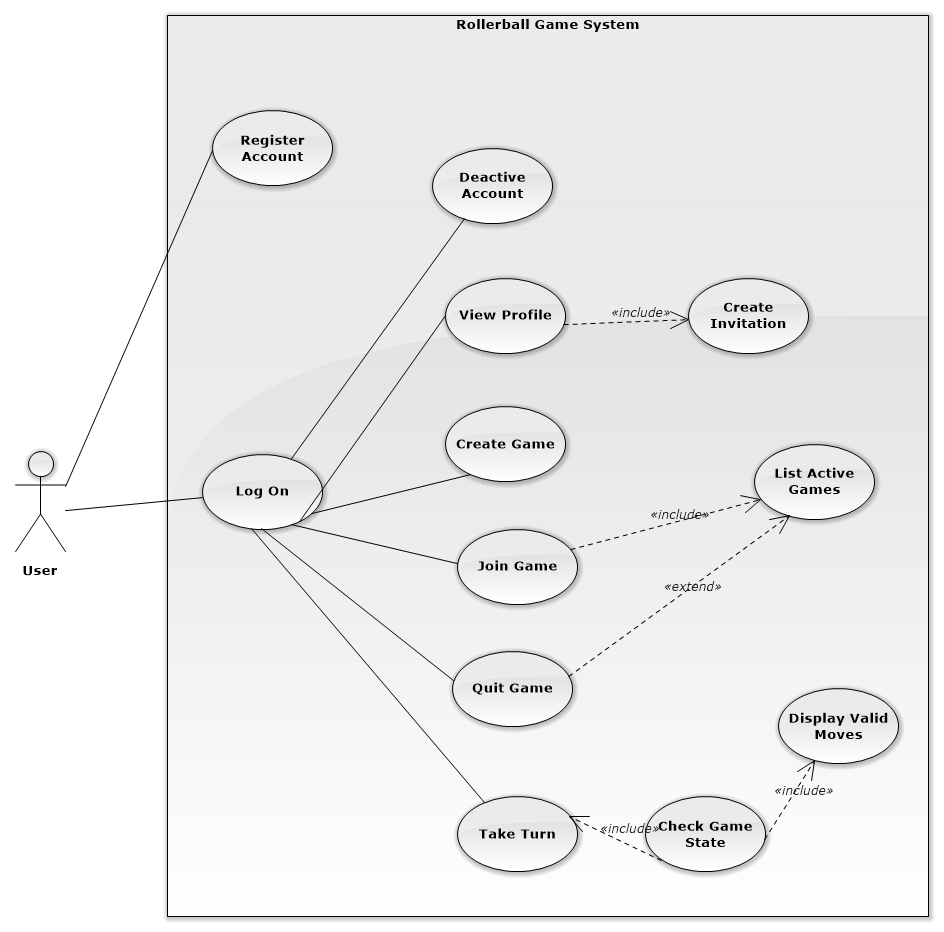 Rollerball Game System
Register
Account
Deactive
Account
View Profile
«include»
Create
Invitation
Create Game
Log On
List Active
Games
«include»
Join Game
User
«extend»
Quit Game
Display Valid
Moves
«include»
Take Turn
«include»
Check Game
State